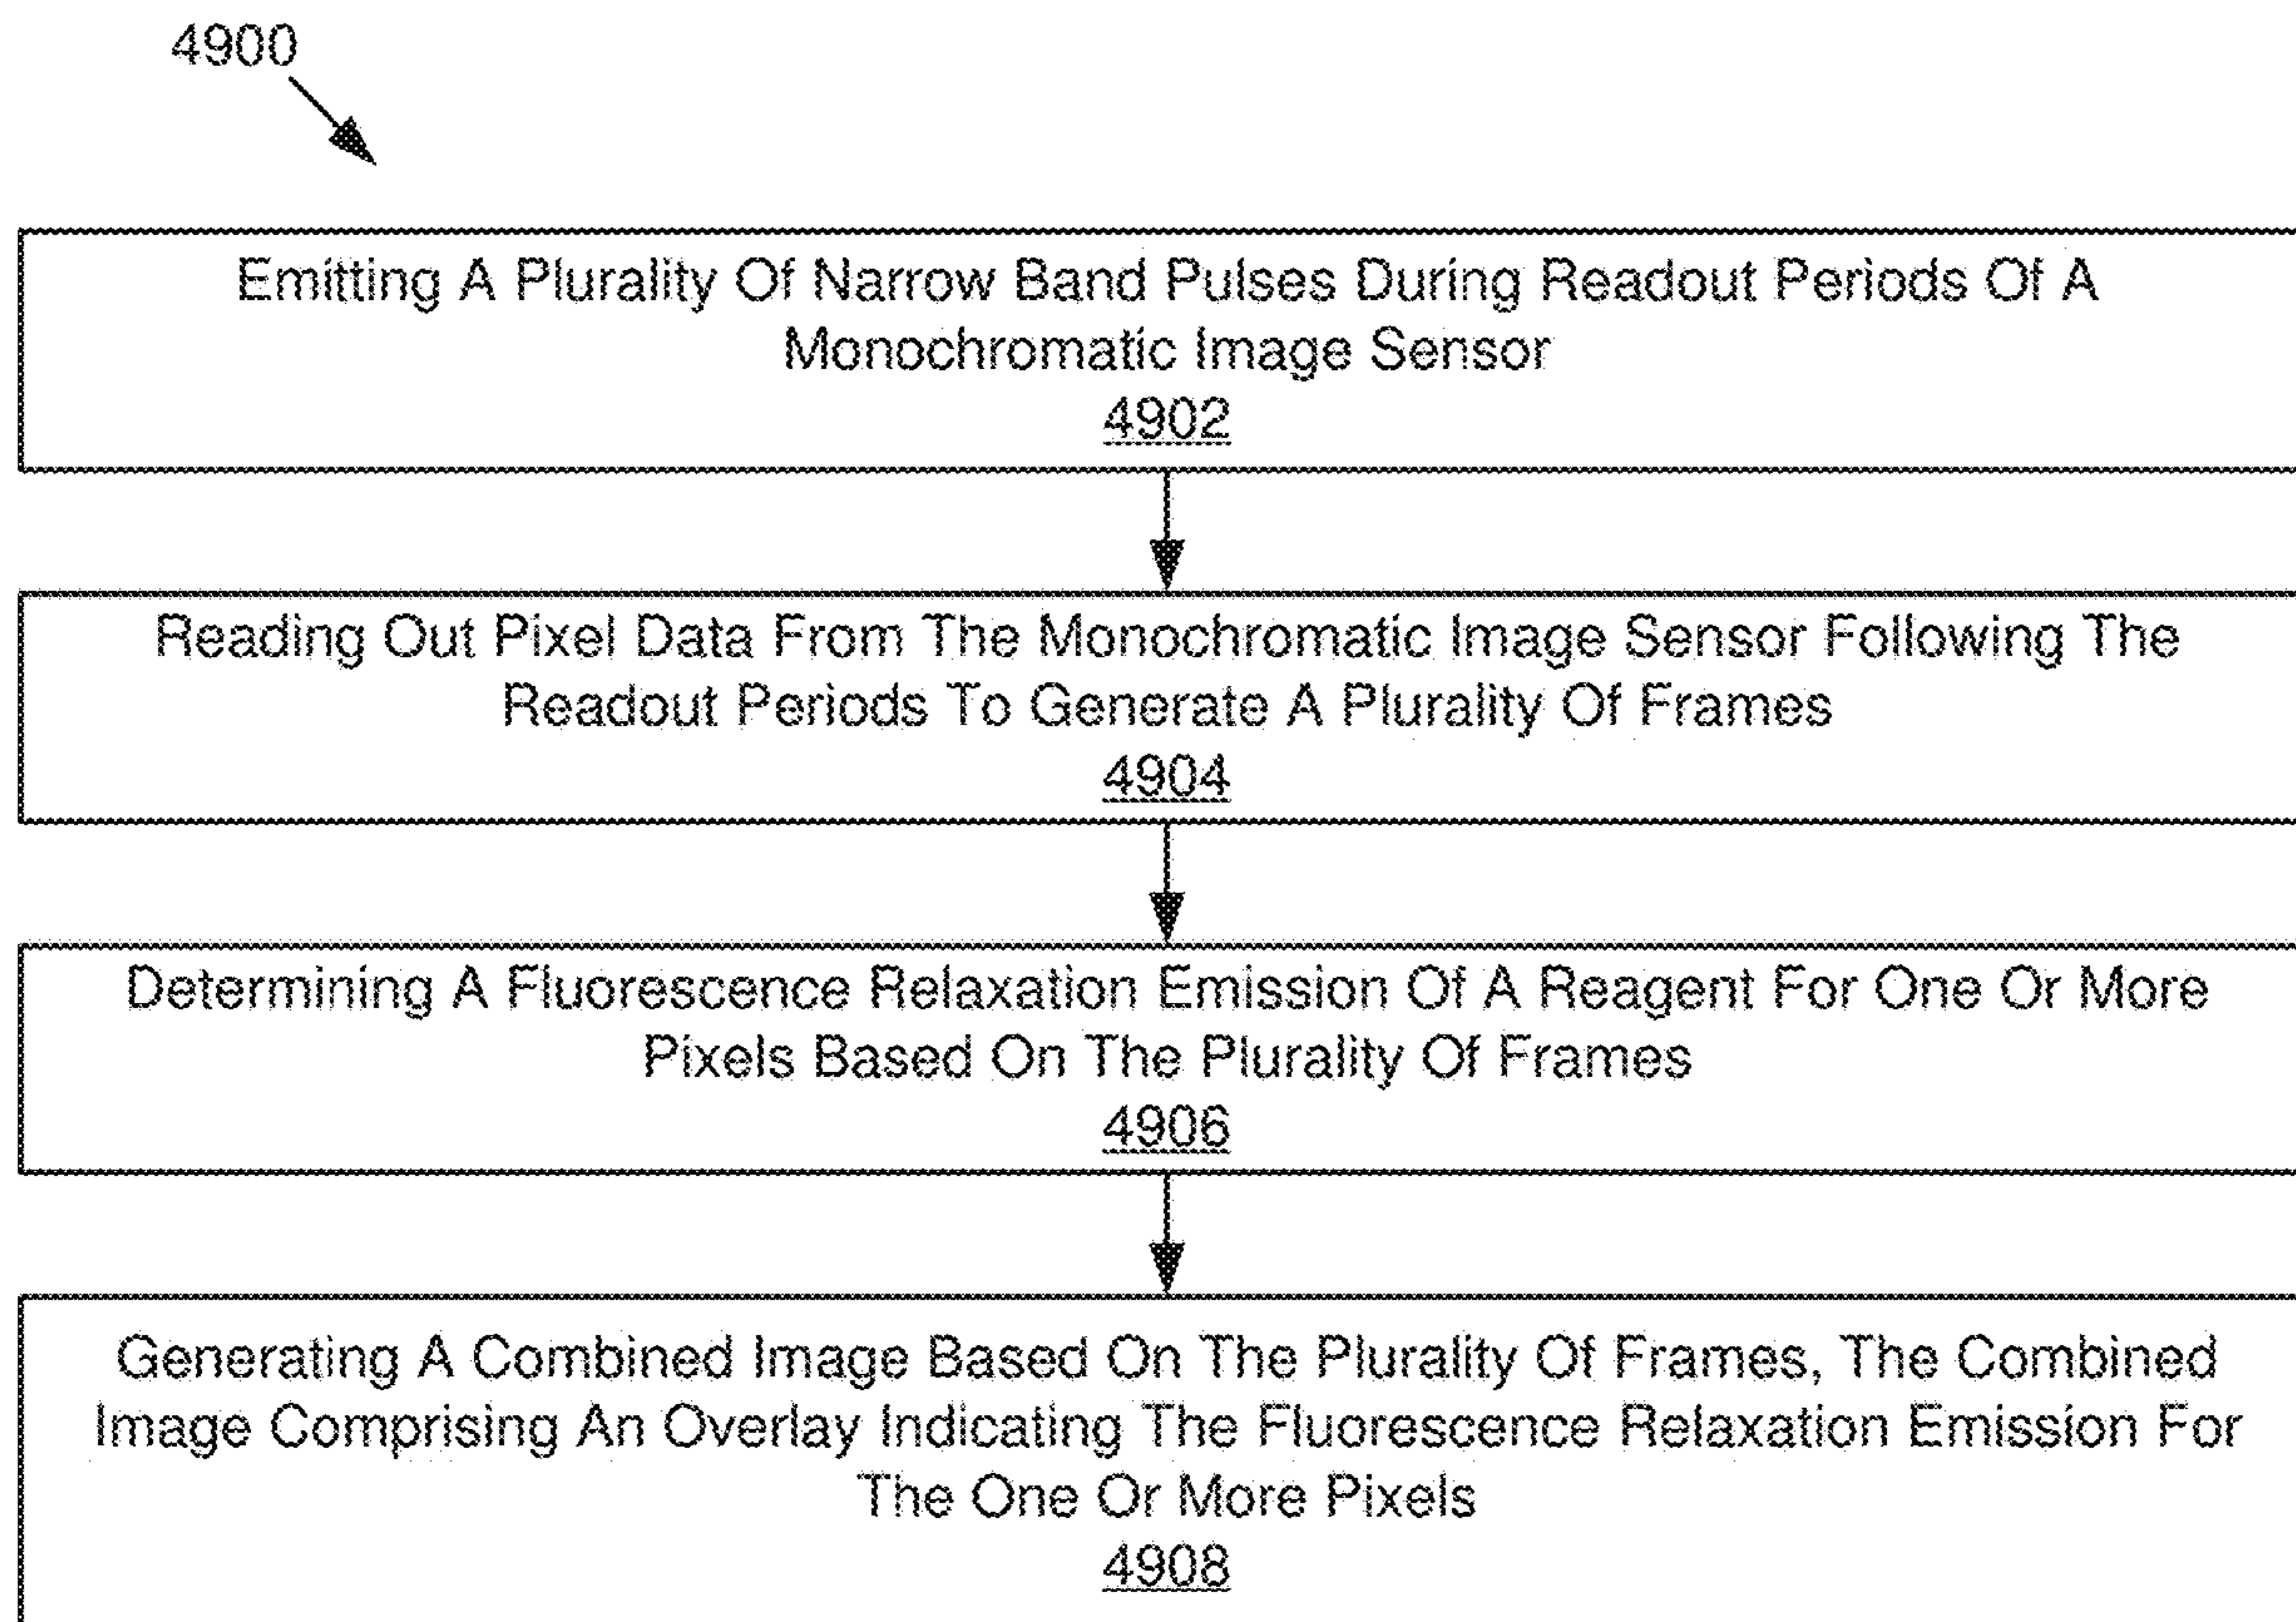 4900
Emitting A Plurality Of Narrow Band Pulses During Readout Periods Of A
Monochromatic Image Sensor
4902
Reading Out Pixel Data From The Monochromatic Image Sensor Following The
Readout Periods To Generate A Plurality Of Frames
4904
Determining A Fluorescence Relaxation Emission Of A Reagent For One Or More
Pixels Based On The Plurality Of Frames
4906
Generating A Combined Image Based On The Plurality Of Frames, The Combined
Image Comprising An Overlay Indicating The Fluorescence Relaxation Emission For
The One Or More Pixels
4908